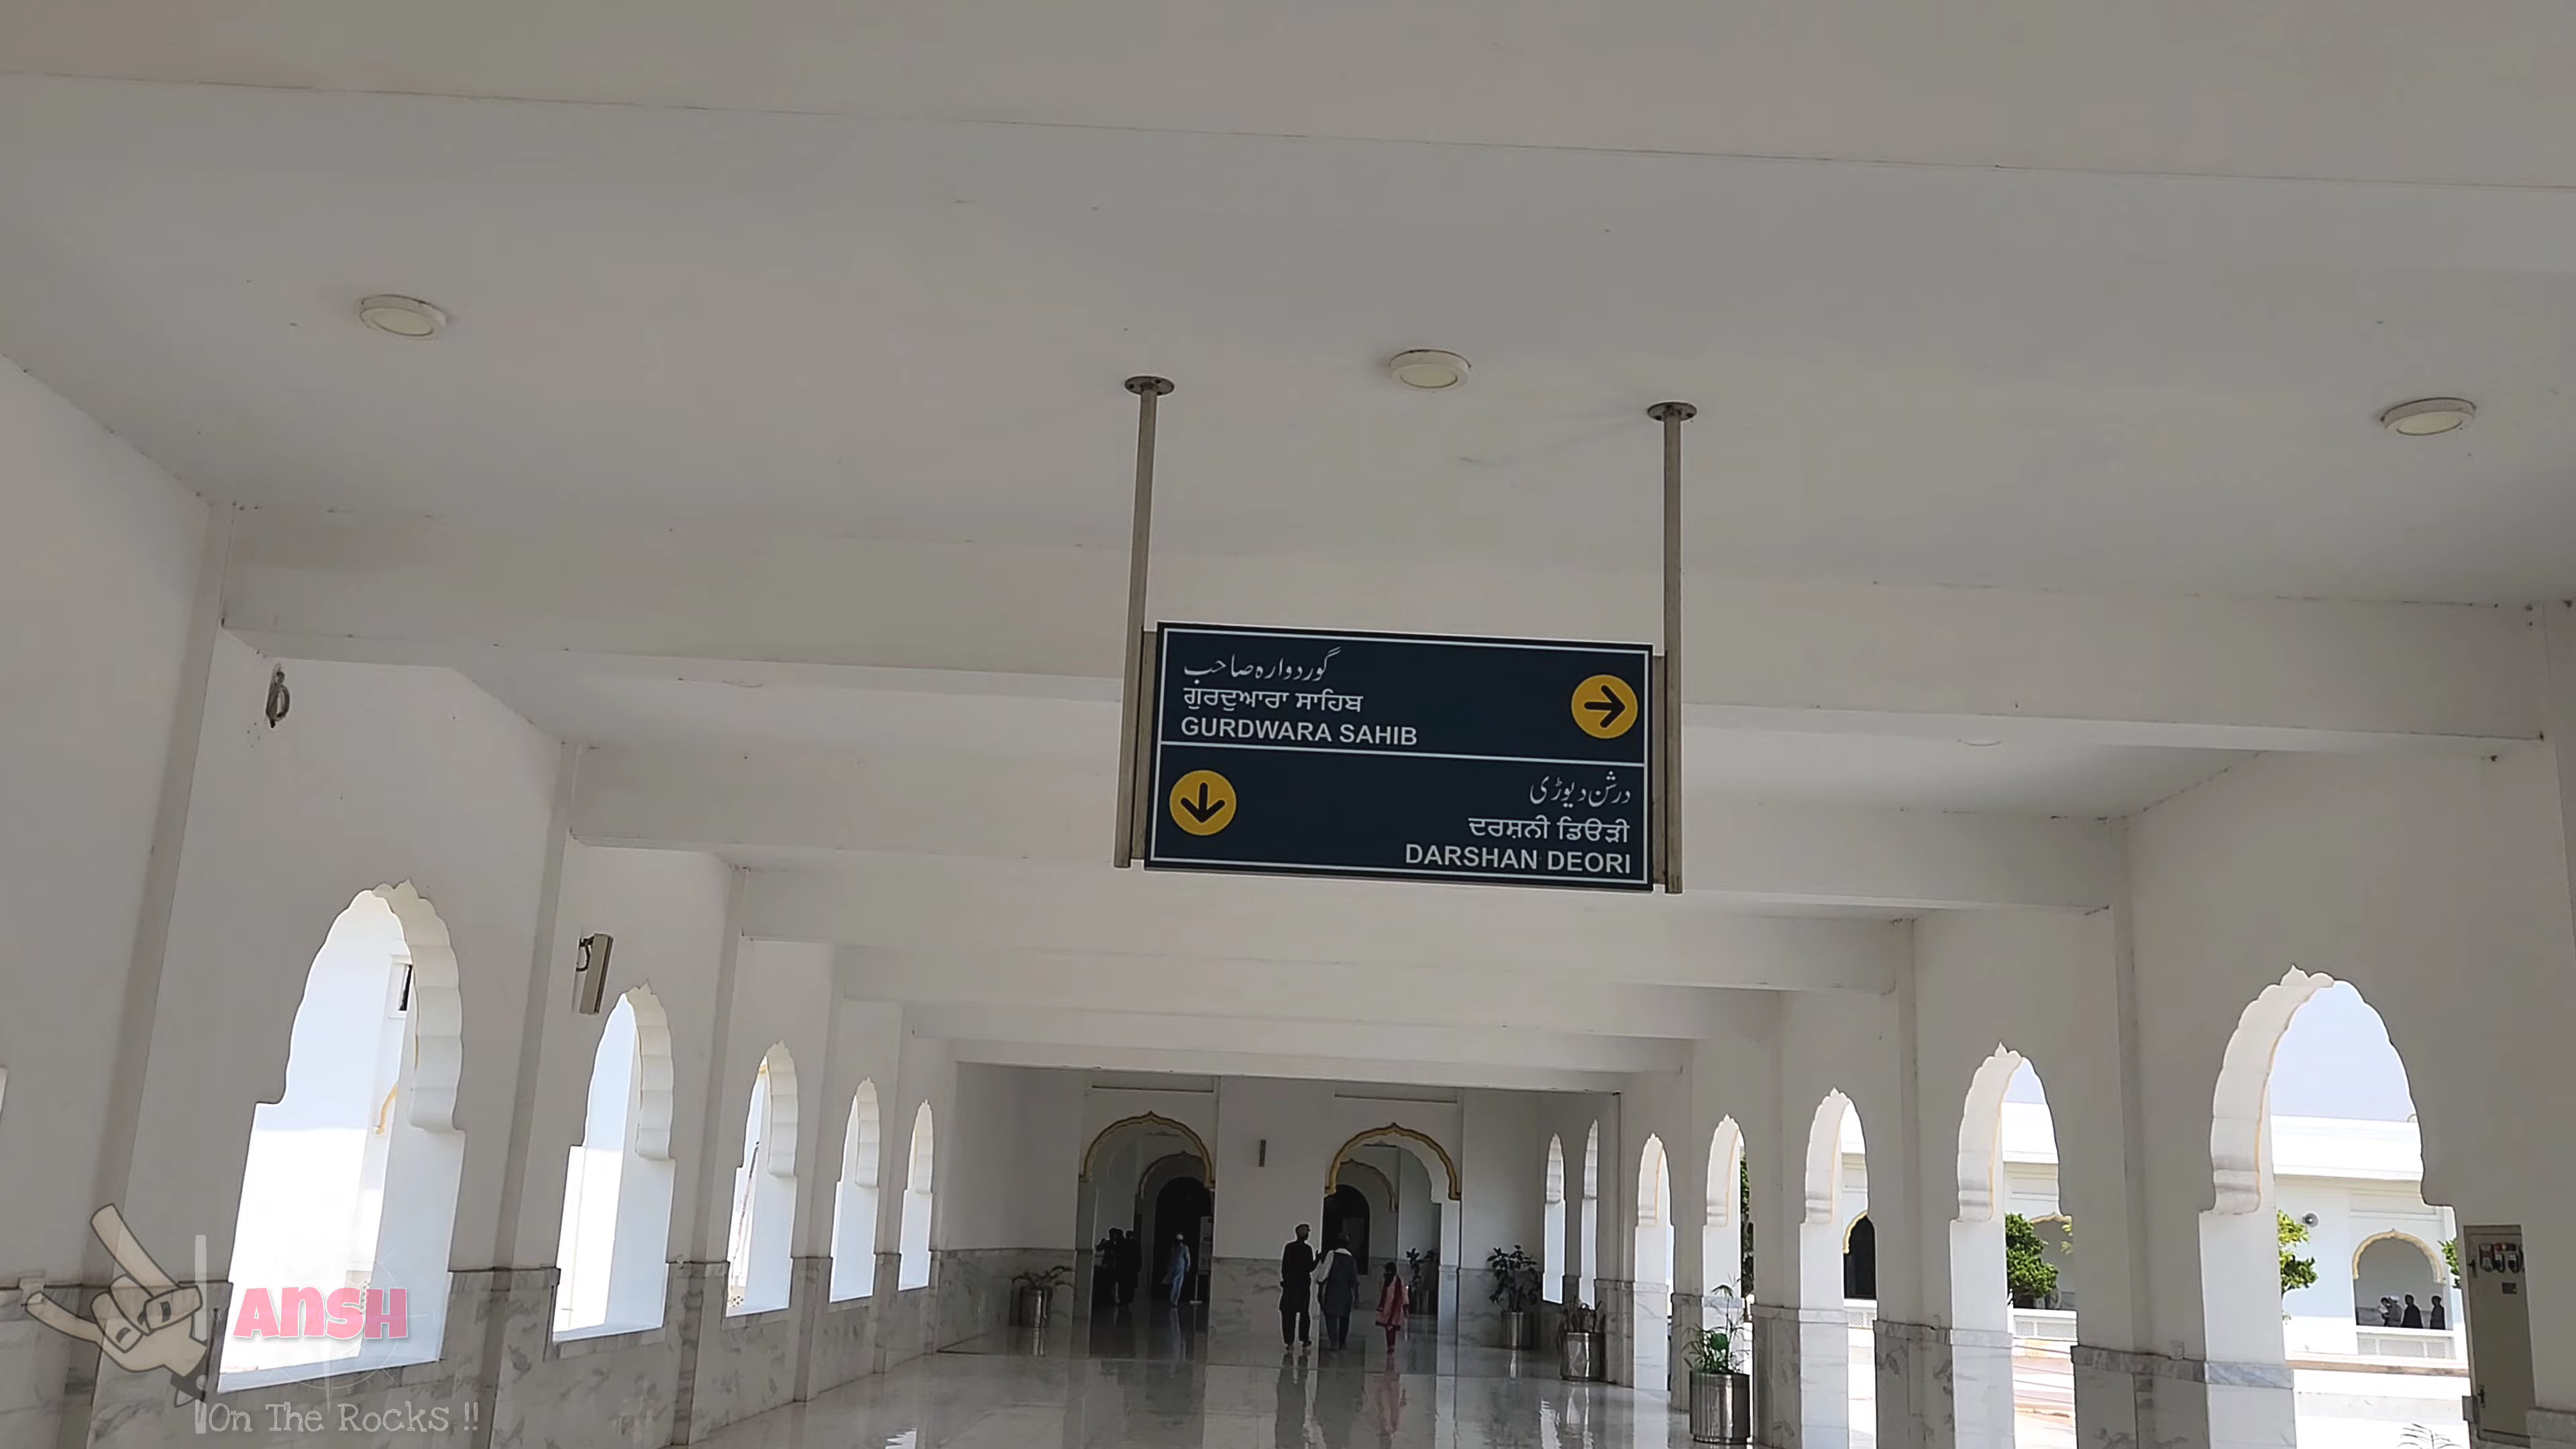 گوردوارہ صاحب
ਗੁਰਦੁਆਰਾ ਸਾਹਿਬ
GURDWARA SAHIB
درشن دیوڑی
ਦਰਸ਼ਨੀ ਡਿਓੜੀ
DARSHAN DEORI
ANSH
On The Rocks !!